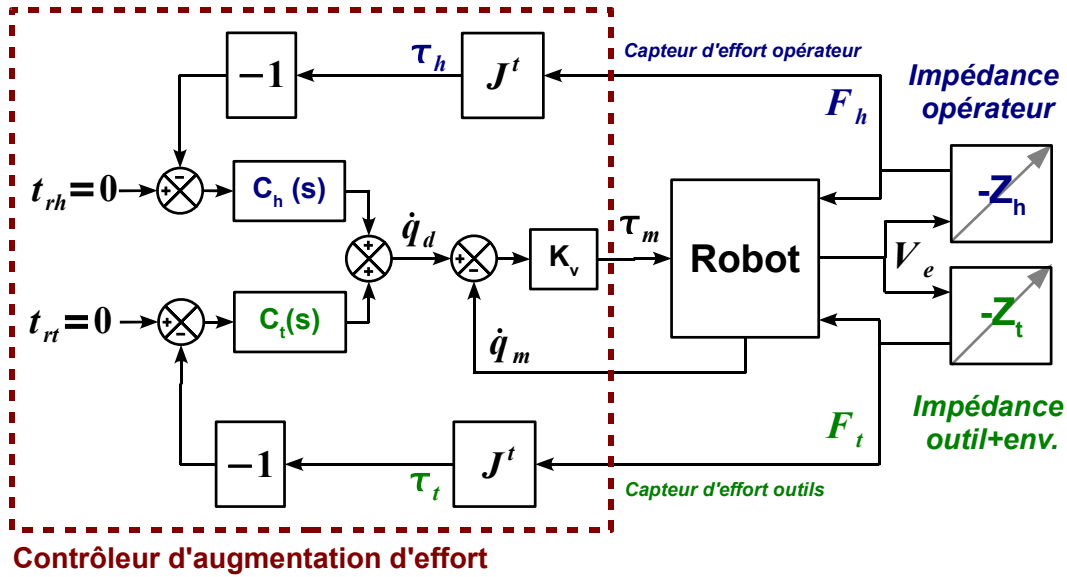 −1
τh
Jt
Capteur d'effort opérateur
Fh
Impédance
opérateur
trh=0
+
−
Ch (s)
-Zh
+
+
q̇d
+
−
Kv
τm
Robot
Ve
trt=0
+
−
Ct(s)
q̇m
-Zt
Ft
Impédance
outil+env.
−1
τt
Jt
Capteur d'effort outils
Contrôleur d'augmentation d'effort